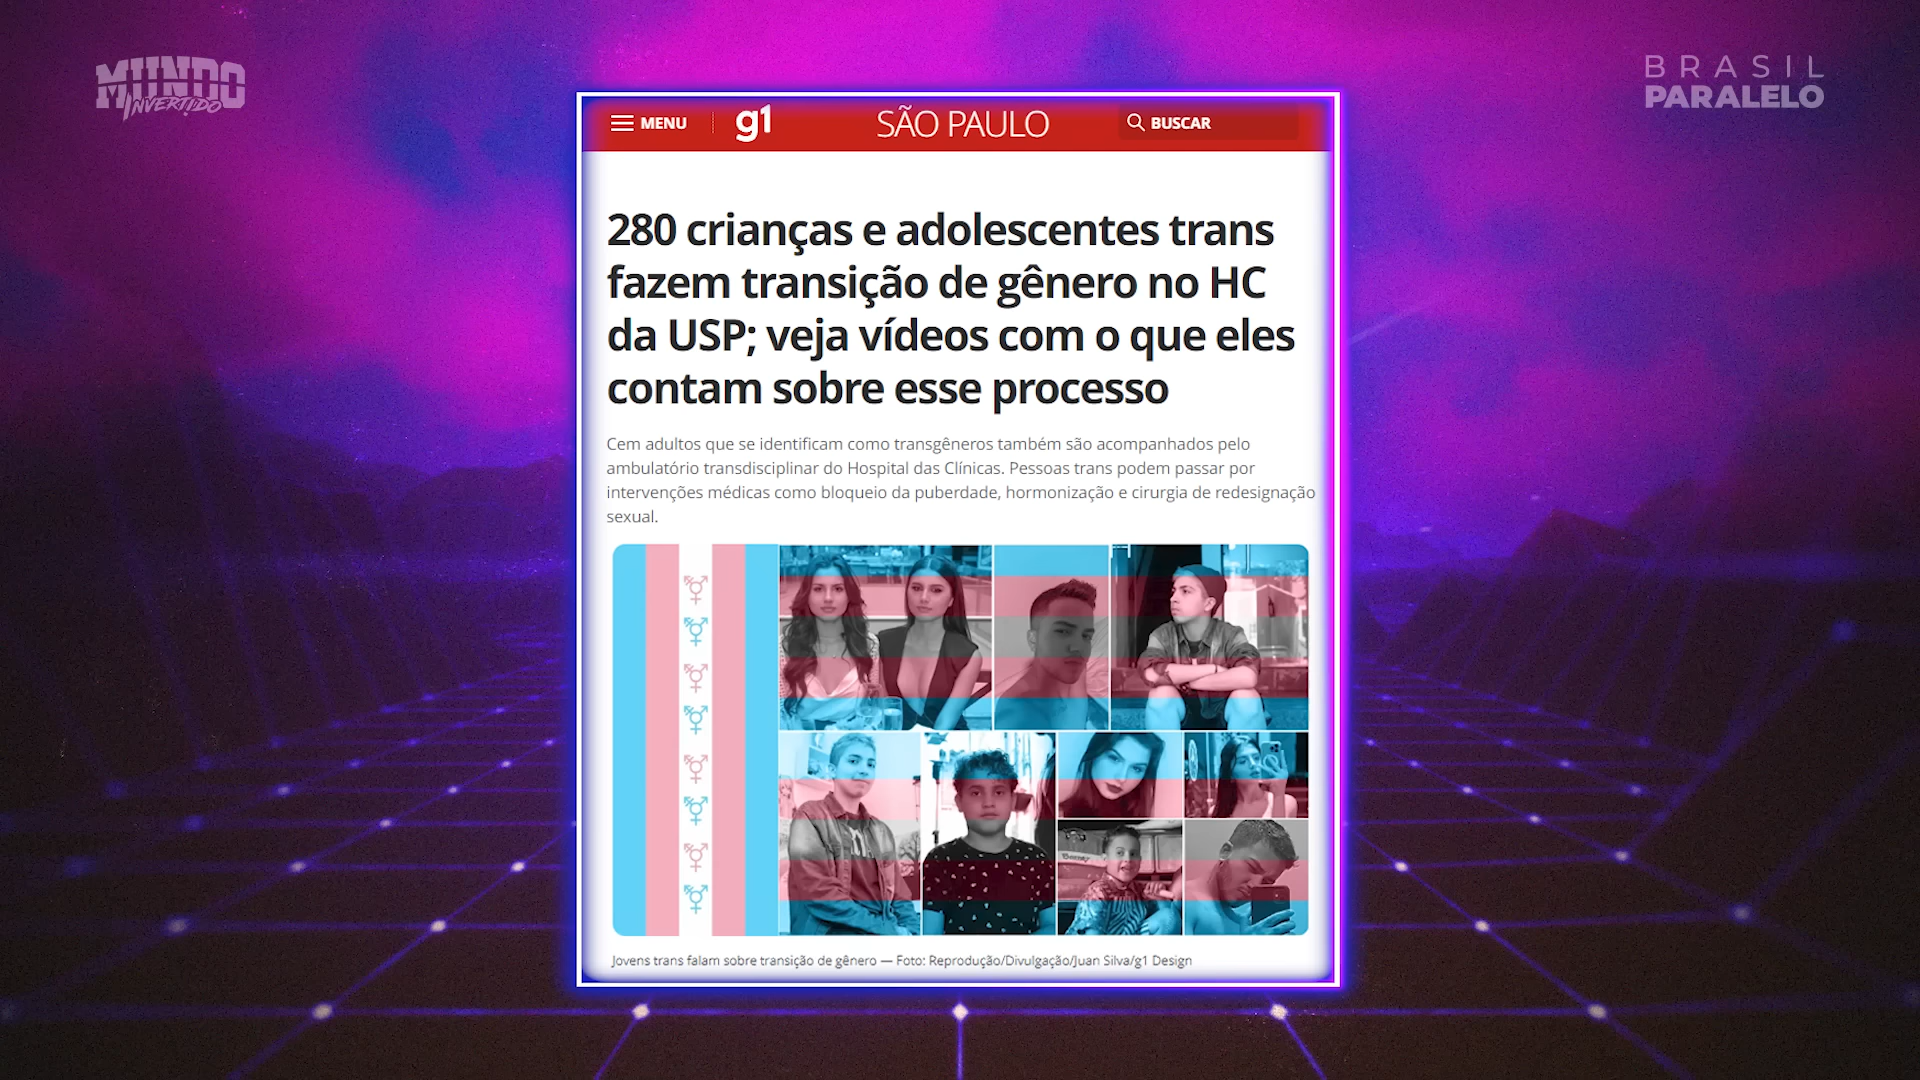 MUNDO
INVERTIDO
BRASIL
PARALELO
MENU
g1
SÃO PAULO
BUSCAR
280 crianças e adolescentes trans
fazem transição de gênero no HC
da USP; veja vídeos com o que eles
contam sobre esse processo
Cem adultos que se identificam como transgêneros também são acompanhados pelo
ambulatório transdisciplinar do Hospital das Clínicas. Pessoas trans podem passar por
intervenções médicas como bloqueio da puberdade, hormonização e cirurgia de redesignação
sexual.
Jovens trans falam sobre transição de gênero — Foto: Reprodução/Divulgação/Juan Silva/g1 Design